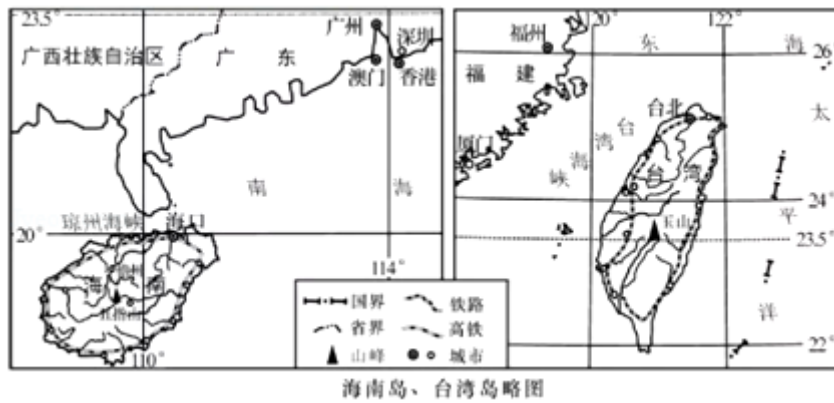 23.5°
广州
深圳
广西壮族自治区
广东
澳门
香港
南海
琼州海峡
海口
20°
海南
五指山
114°
110°
国界
铁路
省界
高铁
山峰
城市
120°
122°
福州
东海
26°
福建
台北
太平洋
厦门
台湾海峡
台湾
24°
玉山
23.5°
22°
海南岛、台湾岛略图